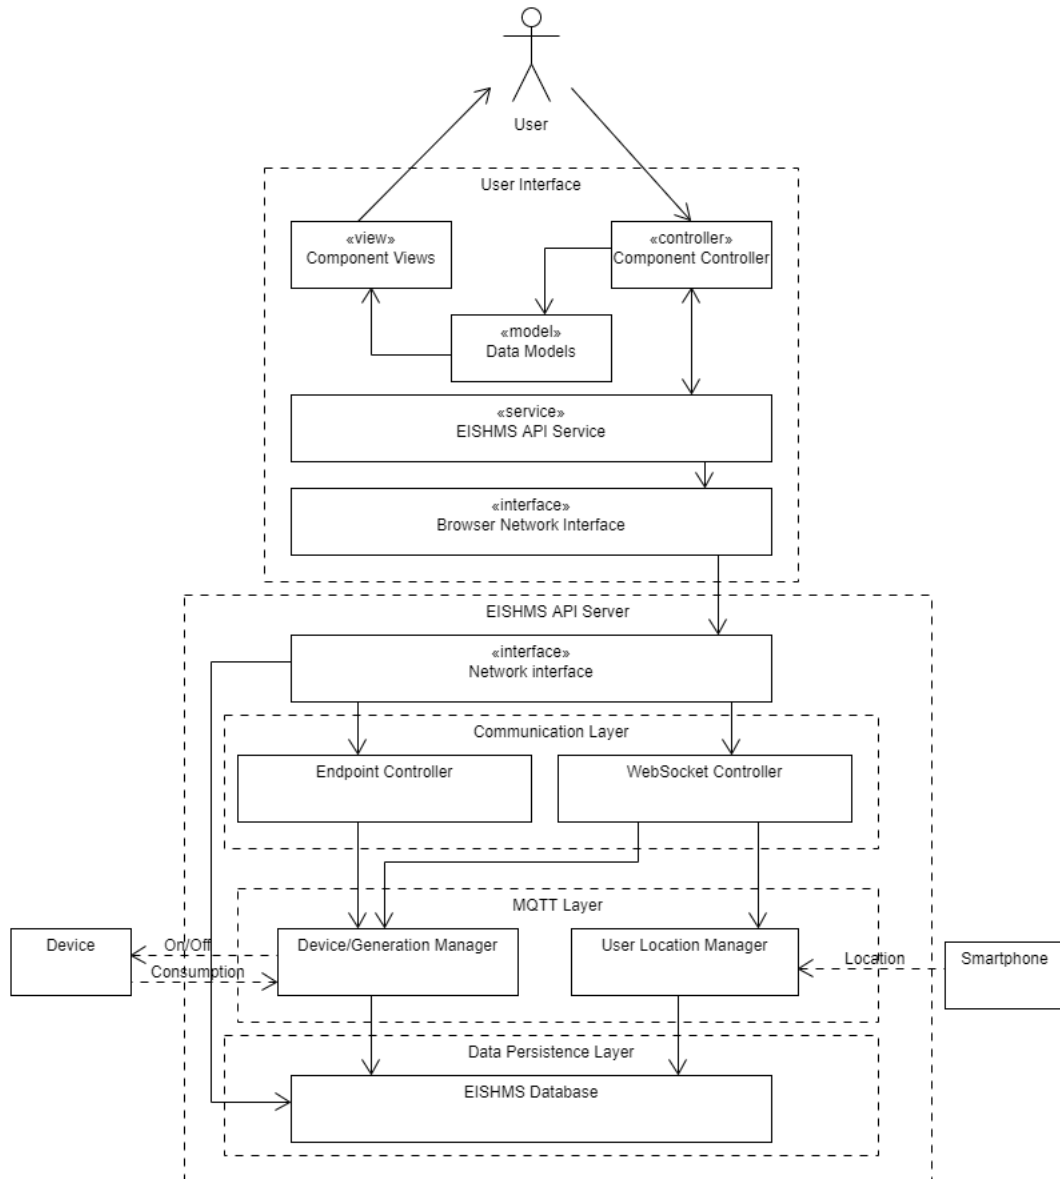 User
User Interface
«view»
Component Views
«controller»
Component Controller
«model»
Data Models
«service»
EISHMS API Service
«interface»
Browser Network Interface
EISHMS API Server
«interface»
Network interface
Communication Layer
Endpoint Controller
WebSocket Controller
MQTT Layer
Device
On/Off
Consumption
Device/Generation Manager
User Location Manager
Location
Smartphone
Data Persistence Layer
EISHMS Database